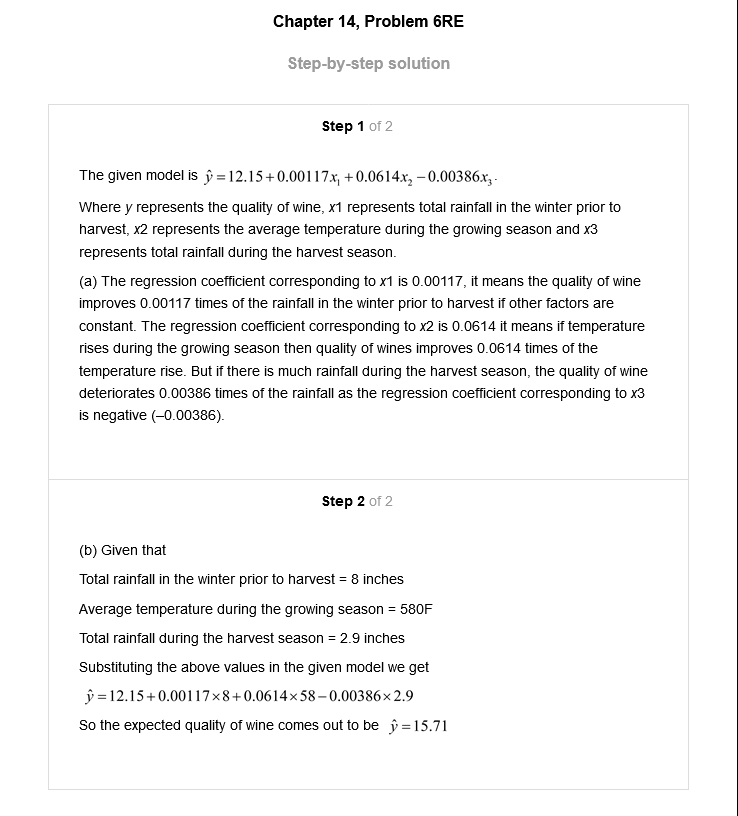 Chapter 14, Problem 6RE
Step-by-step solution
Step 1 of 2
The given model is ŷ = 12.15 + 0.00117x₁ + 0.0614x₂ − 0.00386x₃.
Where y represents the quality of wine, x1 represents total rainfall in the winter prior to
harvest, x2 represents the average temperature during the growing season and x3
represents total rainfall during the harvest season.
(a) The regression coefficient corresponding to x1 is 0.00117, it means the quality of wine
improves 0.00117 times of the rainfall in the winter prior to harvest if other factors are
constant. The regression coefficient corresponding to x2 is 0.0614 it means if temperature
rises during the growing season then quality of wines improves 0.0614 times of the
temperature rise. But if there is much rainfall during the harvest season, the quality of wine
deteriorates 0.00386 times of the rainfall as the regression coefficient corresponding to x3
is negative (–0.00386).
Step 2 of 2
(b) Given that
Total rainfall in the winter prior to harvest = 8 inches
Average temperature during the growing season = 580F
Total rainfall during the harvest season = 2.9 inches
Substituting the above values in the given model we get
ŷ = 12.15 + 0.00117 × 8 + 0.0614 × 58 − 0.00386 × 2.9
So the expected quality of wine comes out to be ŷ = 15.71